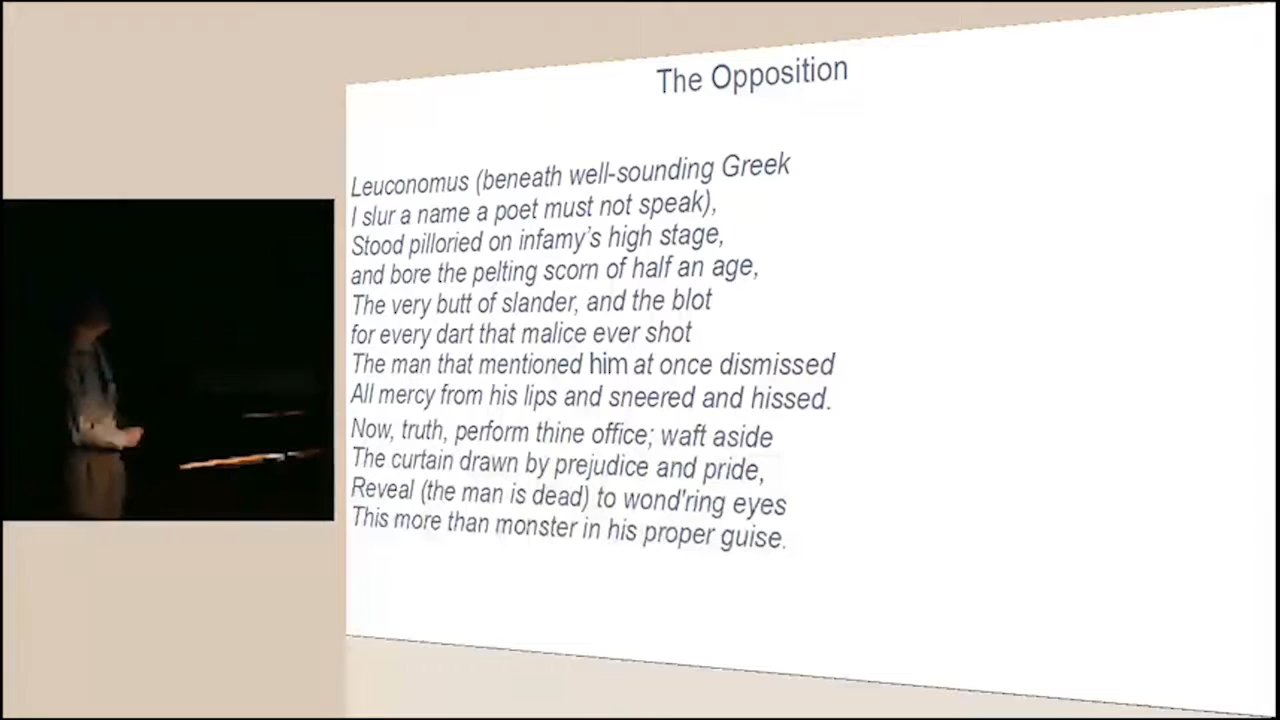 The Opposition
Leuconomus (beneath well-sounding Greek
I slur a name a poet must not speak),
Stood pilloried on infamy's high stage,
and bore the pelting scorn of half an age,
The very butt of slander, and the blot
for every dart that malice ever shot
The man that mentioned him at once dismissed
All mercy from his lips and sneered and hissed.
Now, truth, perform thine office; waft aside
The curtain drawn by prejudice and pride,
Reveal (the man is dead) to wond'ring eyes
This more than monster in his proper guise.